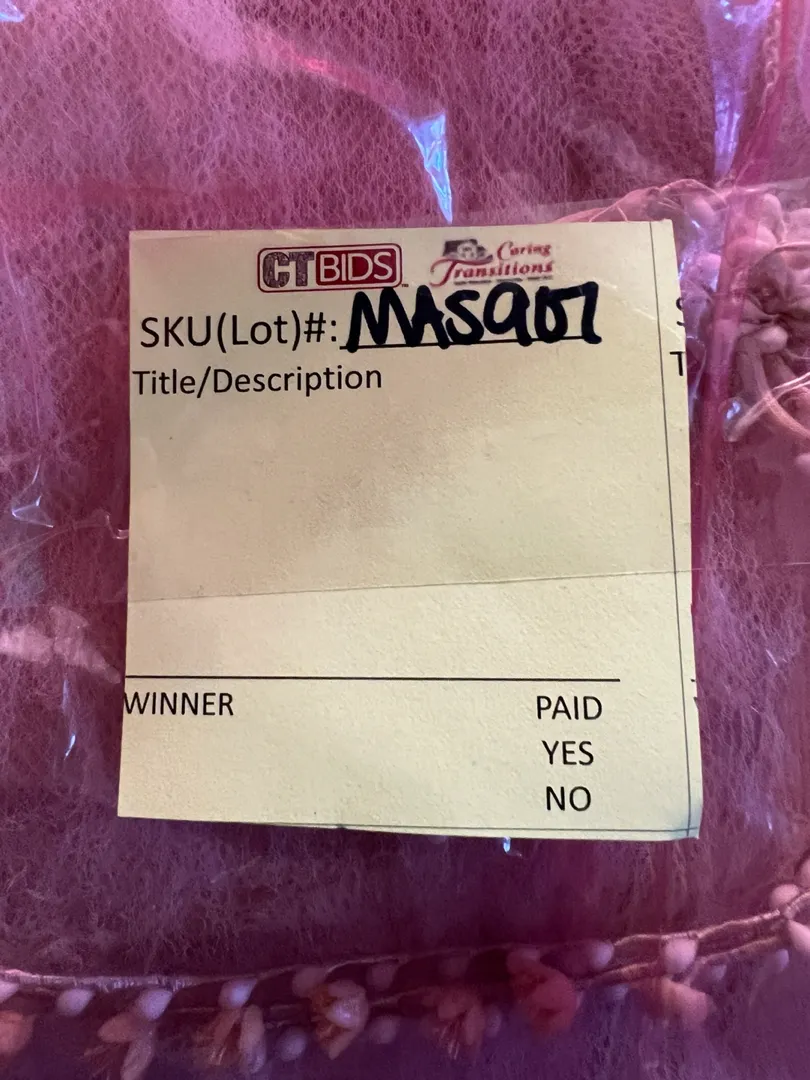 CTBIDS
Caring
Transitions
SKU(Lot)#: MAS907
Title/Description
WINNER PAID
YES
NO